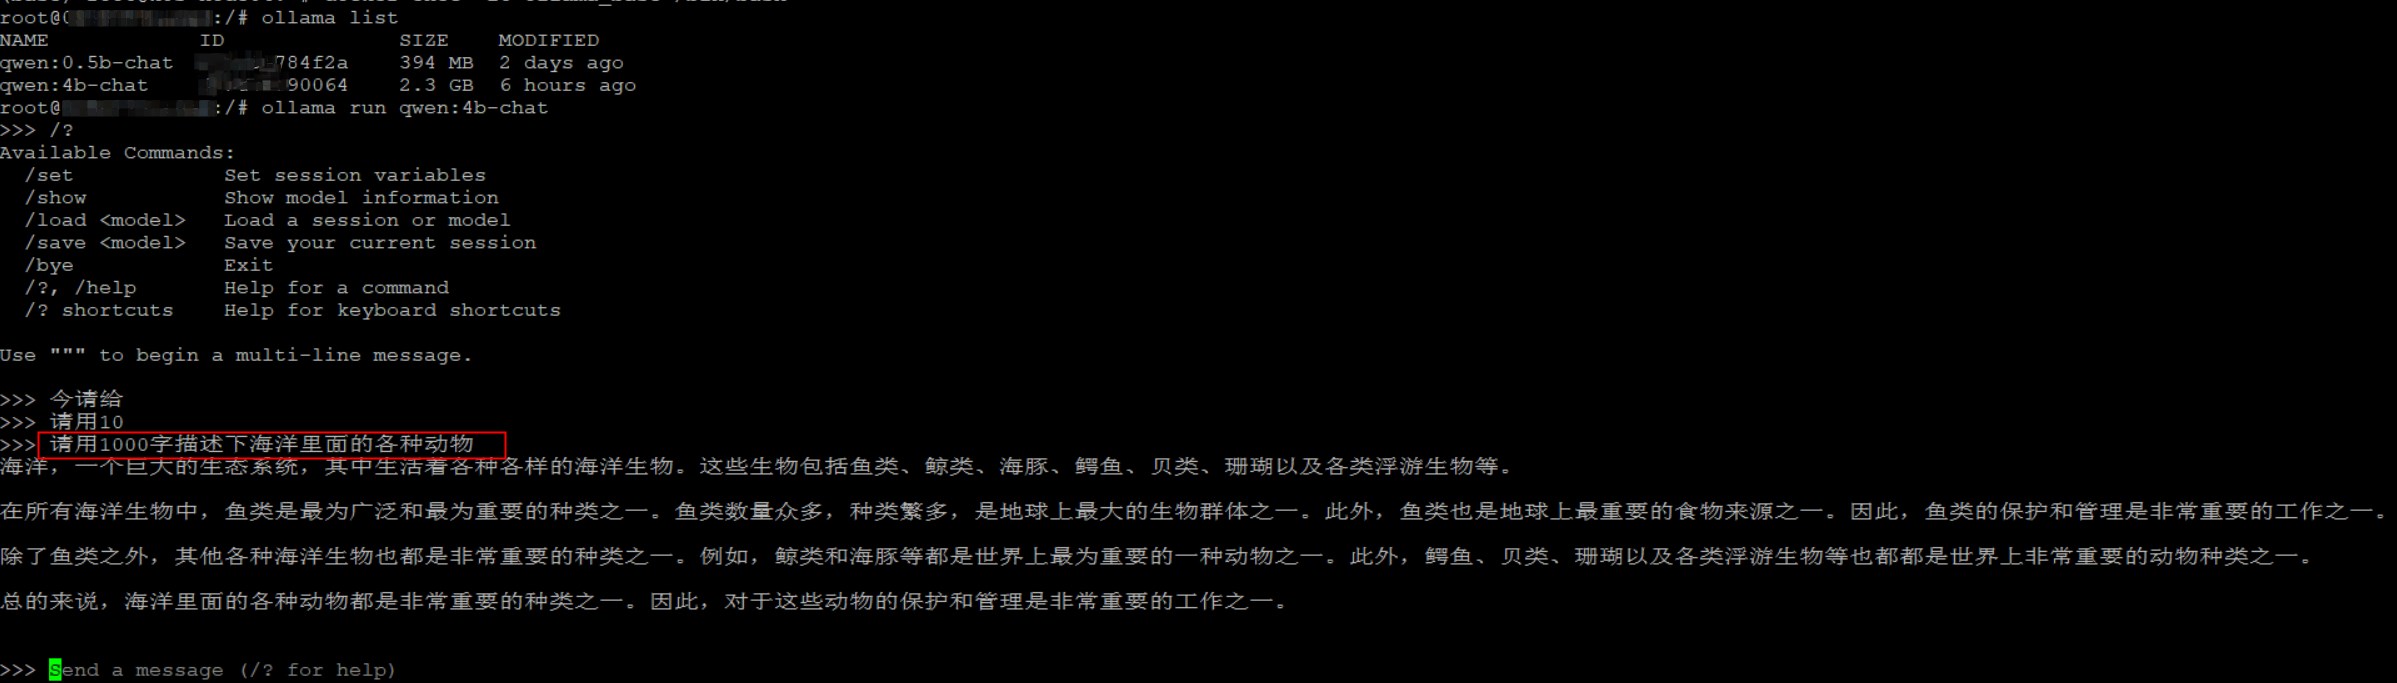 root@ :/# ollama list
NAME ID SIZE MODIFIED
qwen:0.5b-chat 784f2a 394 MB 2 days ago
qwen:4b-chat 90064 2.3 GB 6 hours ago
root@ :/# ollama run qwen:4b-chat
>>> /?
Available Commands:
/set Set session variables
/show Show model information
/load <model> Load a session or model
/save <model> Save your current session
/bye Exit
/?, /help Help for a command
/? shortcuts Help for keyboard shortcuts
Use """ to begin a multi-line message.
>>> 今请给
>>> 请用10
>>> 请用1000字描述下海洋里面的各种动物
海洋，一个巨大的生态系统，其中生活着各种各样的海洋生物。这些生物包括鱼类、鲸类、海豚、鳄鱼、贝类、珊瑚以及各类浮游生物等。
在所有海洋生物中，鱼类是最为广泛和最为重要的种类之一。鱼类数量众多，种类繁多，是地球上最大的生物群体之一。此外，鱼类也是地球上最重要的食物来源之一。因此，鱼类的保护和管理是非常重要的工作之一。
除了鱼类之外，其他各种海洋生物也都是非常重要的种类之一。例如，鲸类和海豚等都是世界上最为重要的一种动物之一。此外，鳄鱼、贝类、珊瑚以及各类浮游生物等也都都是世界上非常重要的动物种类之一。
总的来说，海洋里面的各种动物都是非常重要的种类之一。因此，对于这些动物的保护和管理是非常重要的工作之一。
>>> Send a message (/? for help)